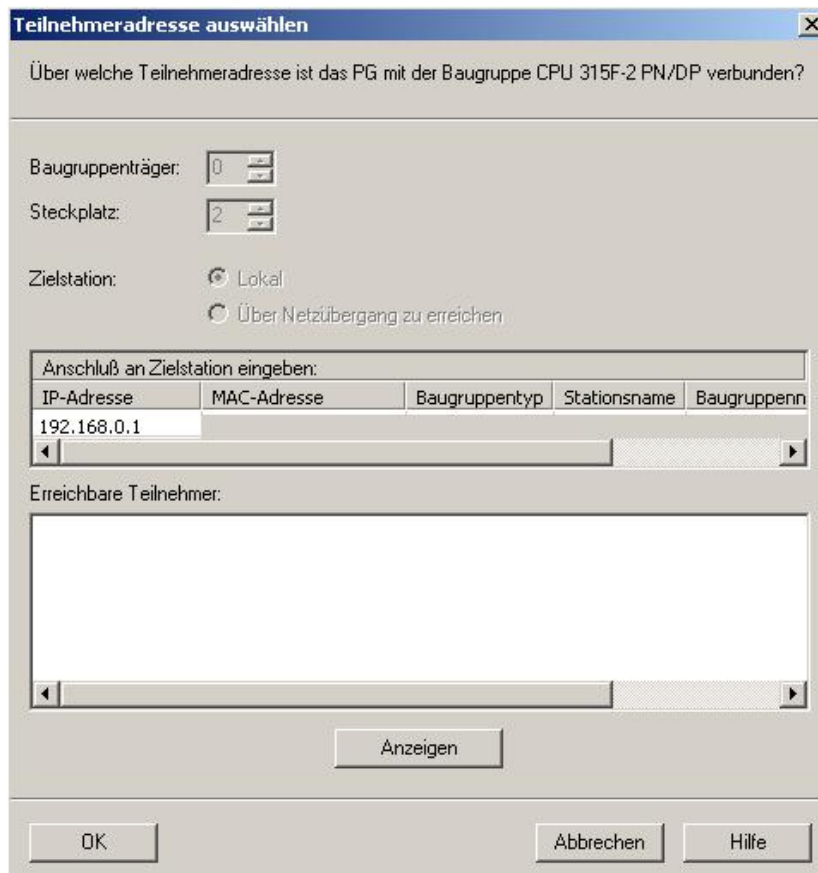 Teilnehmeradresse auswählen
Über welche Teilnehmeradresse ist das PG mit der Baugruppe CPU 315F-2 PN/DP verbunden?
Baugruppenträger: 0
Steckplatz: 2
Zielstation: Lokal
Über Netzübergang zu erreichen
Anschluß an Zielstation eingeben:
IP-Adresse MAC-Adresse Baugruppentyp Stationsname Baugruppenn
192.168.0.1
Erreichbare Teilnehmer:
Anzeigen
OK Abbrechen Hilfe